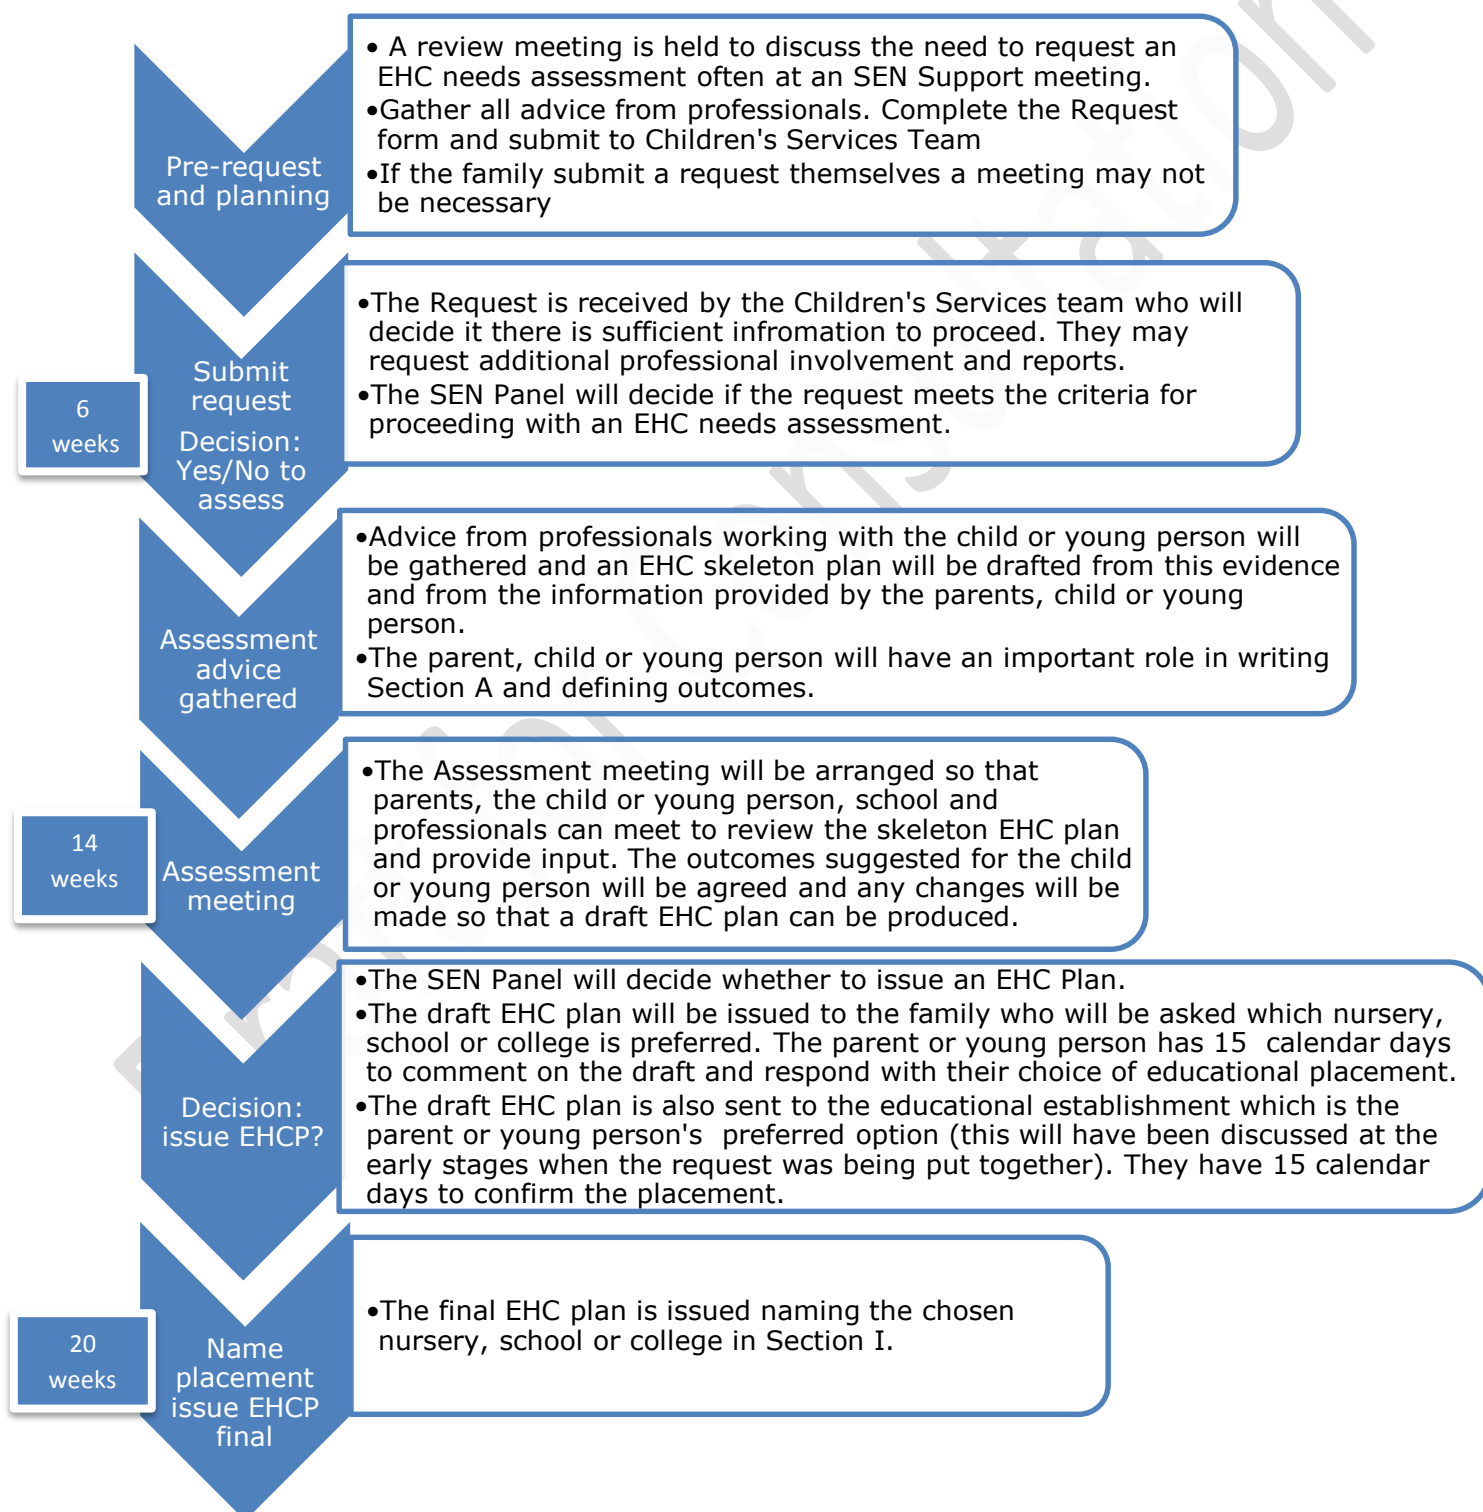 Pre-request
and planning
• A review meeting is held to discuss the need to request an
EHC needs assessment often at an SEN Support meeting.
•Gather all advice from professionals. Complete the Request
form and submit to Children's Services Team
•If the family submit a request themselves a meeting may not
be necessary
6
weeks
Submit
request
Decision:
Yes/No to
assess
•The Request is received by the Children's Services team who will
decide it there is sufficient infromation to proceed. They may
request additional professional involvement and reports.
•The SEN Panel will decide if the request meets the criteria for
proceeding with an EHC needs assessment.
Assessment
advice
gathered
•Advice from professionals working with the child or young person will
be gathered and an EHC skeleton plan will be drafted from this evidence
and from the information provided by the parents, child or young
person.
•The parent, child or young person will have an important role in writing
Section A and defining outcomes.
14
weeks
Assessment
meeting
•The Assessment meeting will be arranged so that
parents, the child or young person, school and
professionals can meet to review the skeleton EHC plan
and provide input. The outcomes suggested for the child
or young person will be agreed and any changes will be
made so that a draft EHC plan can be produced.
Decision:
issue EHCP?
•The SEN Panel will decide whether to issue an EHC Plan.
•The draft EHC plan will be issued to the family who will be asked which nursery,
school or college is preferred. The parent or young person has 15 calendar days
to comment on the draft and respond with their choice of educational placement.
•The draft EHC plan is also sent to the educational establishment which is the
parent or young person's preferred option (this will have been discussed at the
early stages when the request was being put together). They have 15 calendar
days to confirm the placement.
20
weeks
Name
placement
issue EHCP
final
•The final EHC plan is issued naming the chosen
nursery, school or college in Section I.